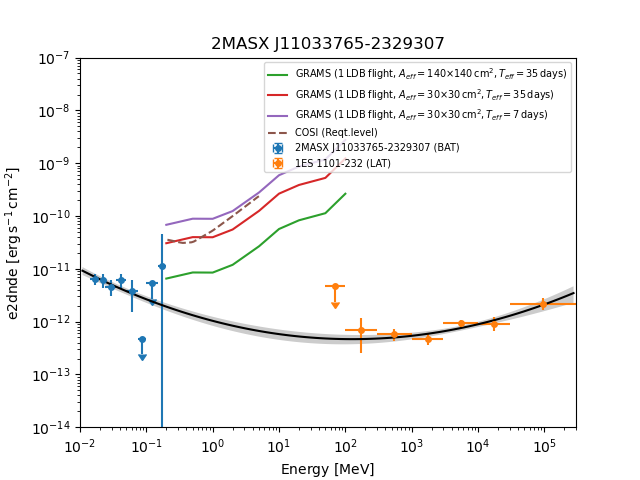 2MASX J11033765-2329307
GRAMS (1 LDB flight, A_eff = 140×140 cm², T_eff = 35 days)
GRAMS (1 LDB flight, A_eff = 30×30 cm², T_eff = 35 days)
GRAMS (1 LDB flight, A_eff = 30×30 cm², T_eff = 7 days)
COSI (Reqt.level)
2MASX J11033765-2329307 (BAT)
1ES 1101-232 (LAT)
e2dnde [erg s⁻¹ cm⁻²]
10⁻⁷
10⁻⁸
10⁻⁹
10⁻¹⁰
10⁻¹¹
10⁻¹²
10⁻¹³
10⁻¹⁴
10⁻² 10⁻¹ 10⁰ 10¹ 10² 10³ 10⁴ 10⁵
Energy [MeV]